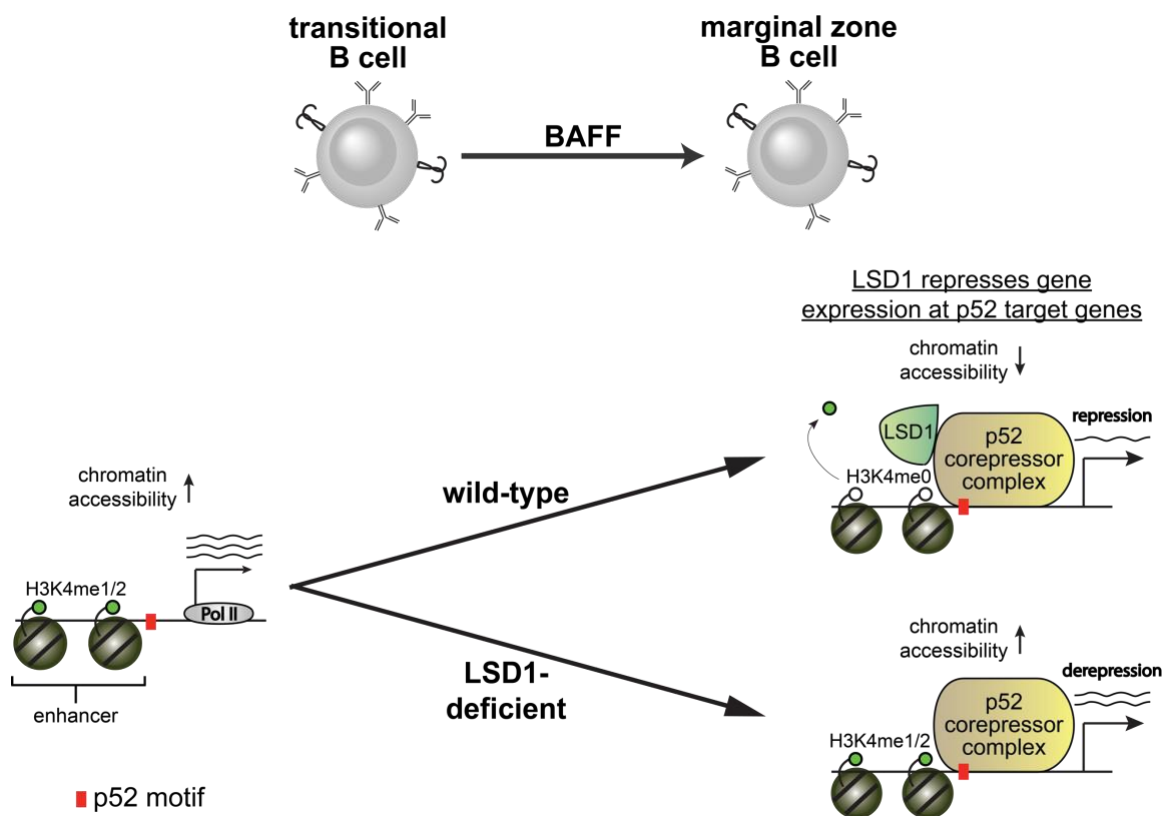 transitional
B cell
marginal zone
B cell
BAFF
LSD1 represses gene
expression at p52 target genes
chromatin
accessibility
LSD1
p52
corepressor
complex
repression
H3K4me0
wild-type
chromatin
accessibility
H3K4me1/2
Pol II
enhancer
LSD1-
deficient
chromatin
accessibility
derepression
p52
corepressor
complex
H3K4me1/2
p52 motif